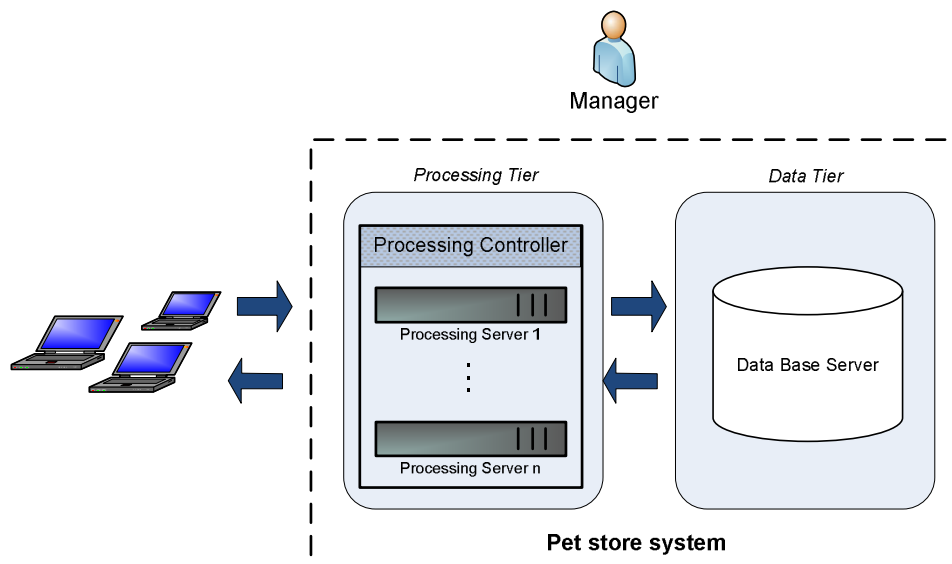 Manager
Processing Tier
Data Tier
Processing Controller
Processing Server 1
Data Base Server
Processing Server n
Pet store system